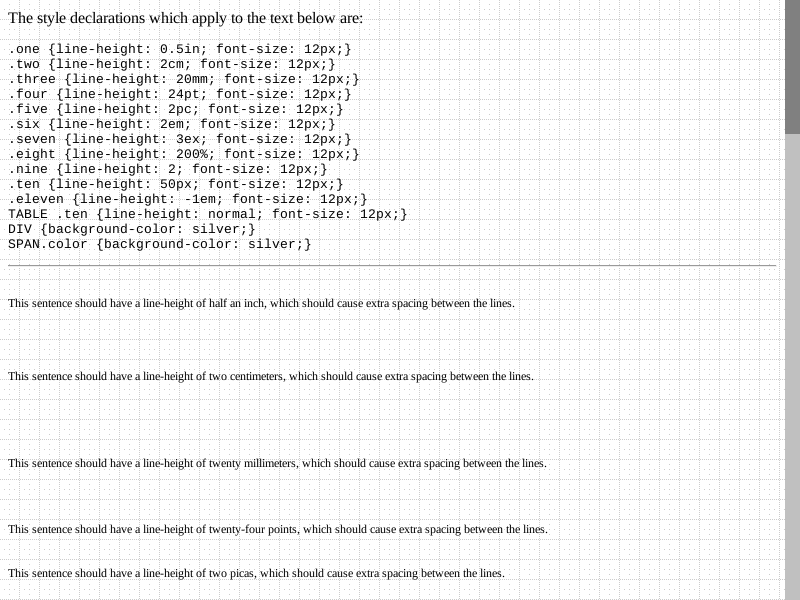 The style declarations which apply to the text below are:
.one {line-height: 0.5in; font-size: 12px;}
.two {line-height: 2cm; font-size: 12px;}
.three {line-height: 20mm; font-size: 12px;}
.four {line-height: 24pt; font-size: 12px;}
.five {line-height: 2pc; font-size: 12px;}
.six {line-height: 2em; font-size: 12px;}
.seven {line-height: 3ex; font-size: 12px;}
.eight {line-height: 200%; font-size: 12px;}
.nine {line-height: 2; font-size: 12px;}
.ten {line-height: 50px; font-size: 12px;}
.eleven {line-height: -1em; font-size: 12px;}
TABLE .ten {line-height: normal; font-size: 12px;}
DIV {background-color: silver;}
SPAN.color {background-color: silver;}
This sentence should have a line-height of half an inch, which should cause extra spacing between the lines.
This sentence should have a line-height of two centimeters, which should cause extra spacing between the lines.
This sentence should have a line-height of twenty millimeters, which should cause extra spacing between the lines.
This sentence should have a line-height of twenty-four points, which should cause extra spacing between the lines.
This sentence should have a line-height of two picas, which should cause extra spacing between the lines.